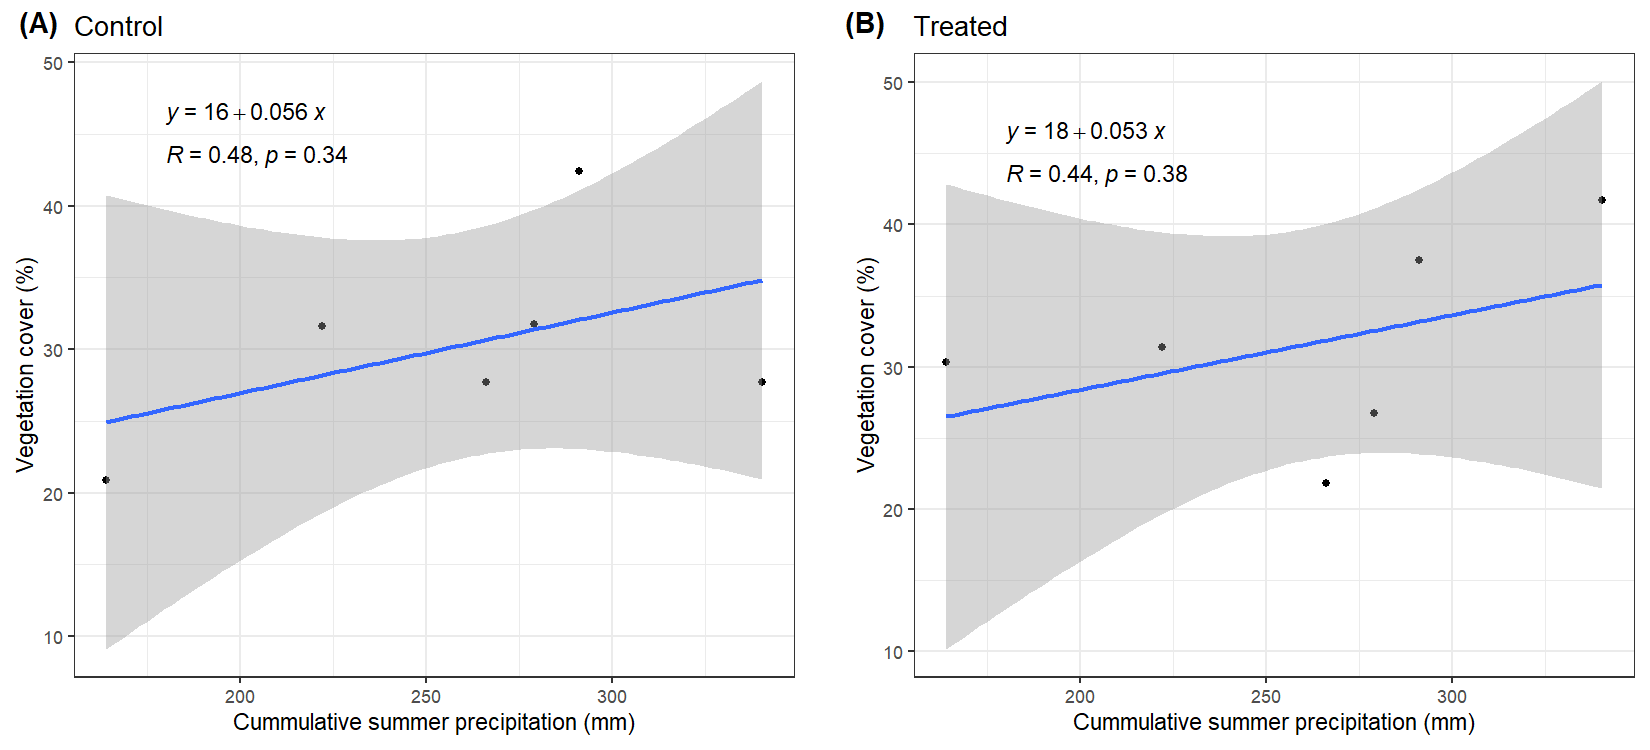 (A) Control
y = 16 + 0.056 x
R = 0.48, p = 0.34
Vegetation cover (%)
50
40
30
20
10
200 250 300
Cummulative summer precipitation (mm)
(B) Treated
y = 18 + 0.053 x
R = 0.44, p = 0.38
Vegetation cover (%)
50
40
30
20
10
200 250 300
Cummulative summer precipitation (mm)